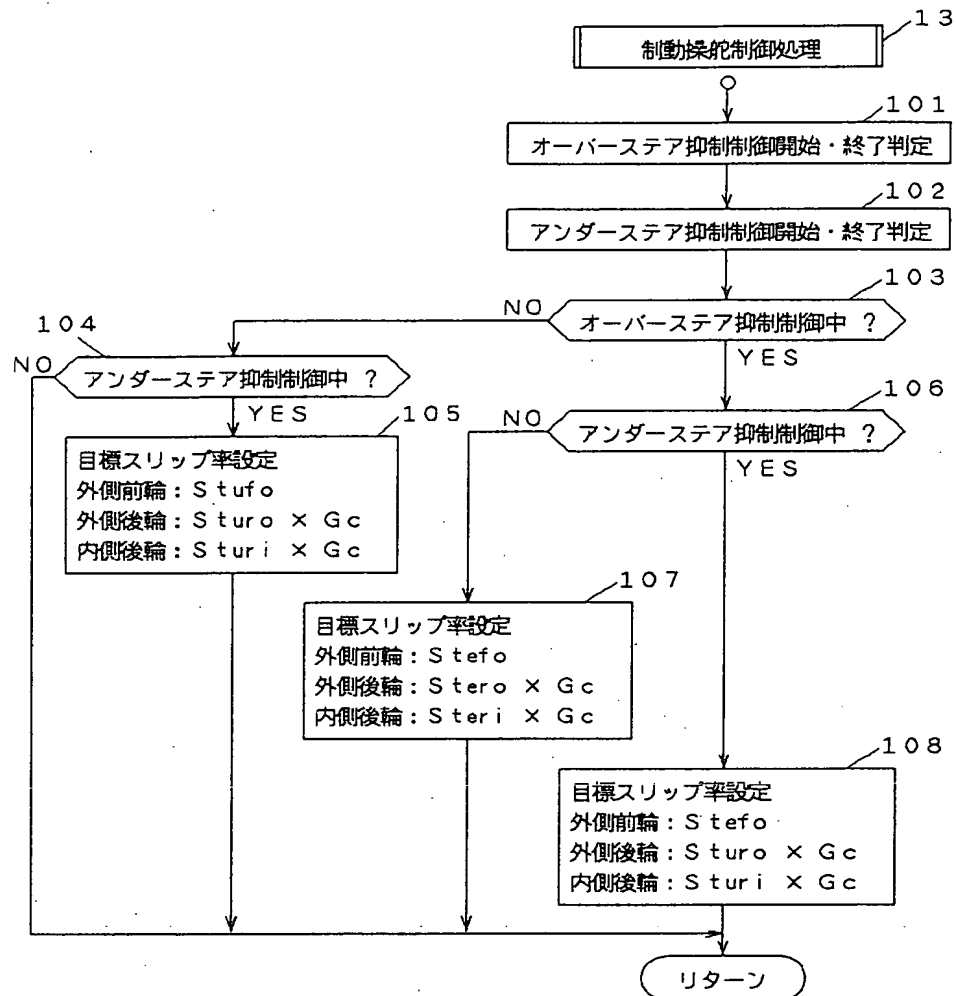 13
制動操舵制御処理
101
オーバーステア抑制制御開始・終了判定
102
アンダーステア抑制制御開始・終了判定
103
オーバーステア抑制制御中 ?
NO
YES
104
アンダーステア抑制制御中 ?
NO
YES
106
アンダーステア抑制制御中 ?
NO
YES
105
目標スリップ率設定
外側前輪：Stufo
外側後輪：Sturo × Gc
内側後輪：Sturi × Gc
107
目標スリップ率設定
外側前輪：Stefo
外側後輪：Stero × Gc
内側後輪：Steri × Gc
108
目標スリップ率設定
外側前輪：Stefo
外側後輪：Sturo × Gc
内側後輪：Sturi × Gc
リターン